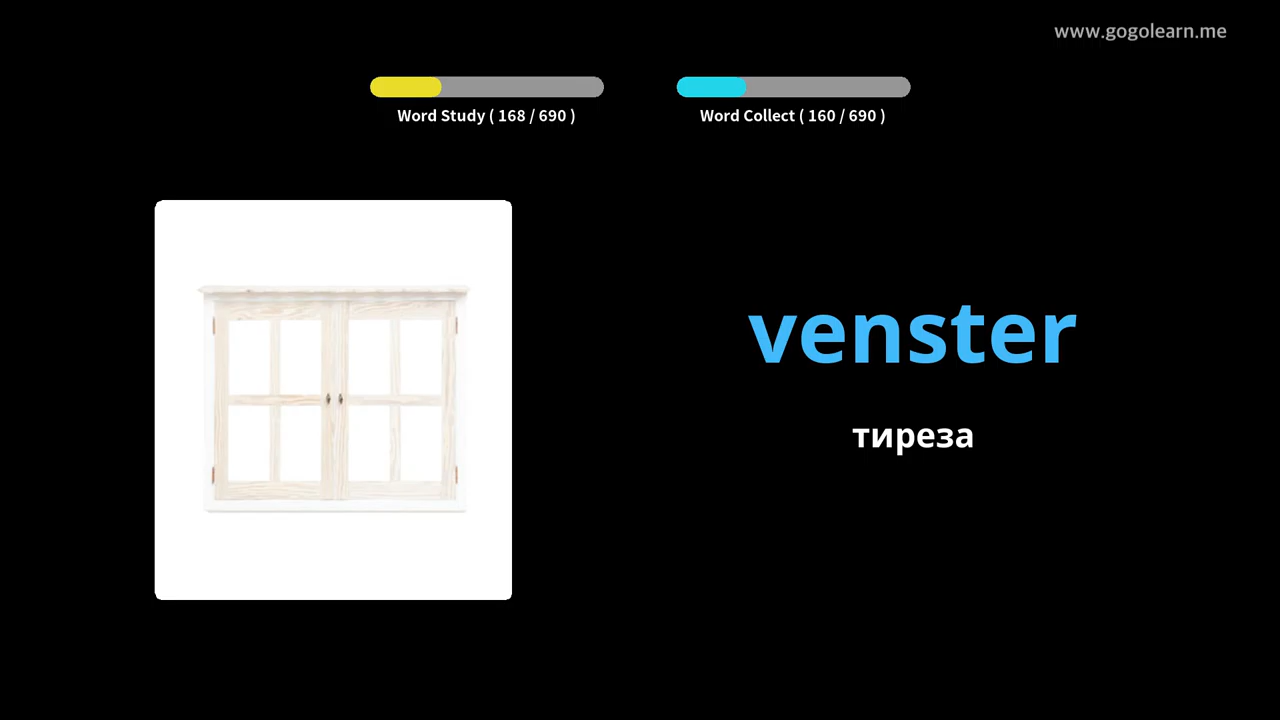 www.gogolearn.me
Word Study ( 168 / 690 )
Word Collect ( 160 / 690 )
venster
тиреза